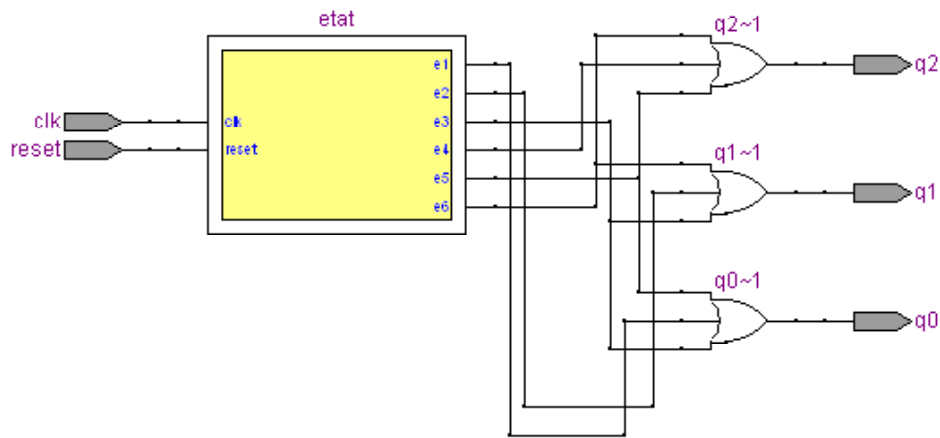 etat
q2~1
e1
q2
e2
clk
clk
e3
reset
reset
e4
q1~1
e5
q1
e6
q0~1
q0